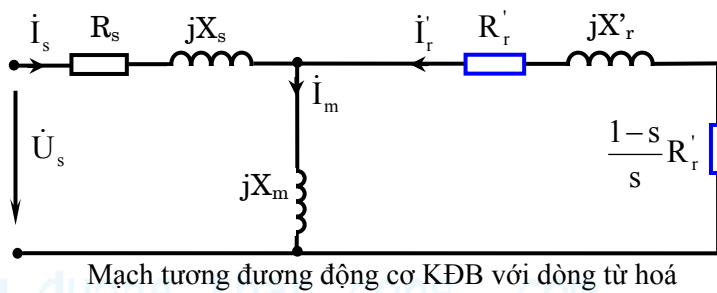 İₛ Rₛ jXₛ İ'ᵣ R'ᵣ jX'ᵣ
İₘ
U̇ₛ
1−s/s R'ᵣ
jXₘ
Mạch tương đương động cơ KĐB với dòng từ hoá